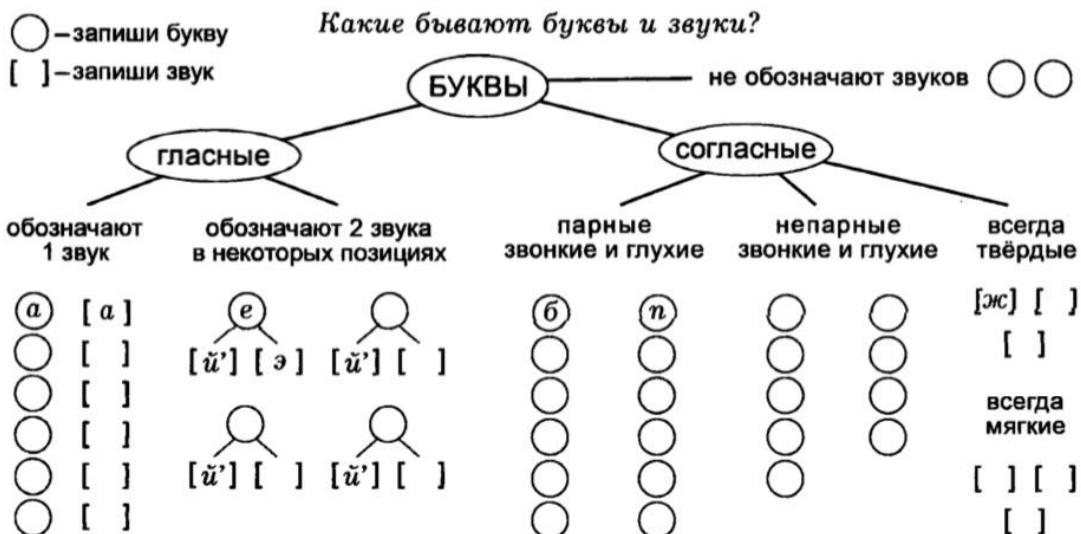 Какие бывают буквы и звуки?
–запиши букву
[ ]–запиши звук
БУКВЫ
не обозначают звуков
гласные
согласные
обозначают
1 звук
обозначают 2 звука
в некоторых позициях
парные
звонкие и глухие
непарные
звонкие и глухие
всегда
твёрдые
а [ а ]
[ ]
[ ]
[ ]
[ ]
[ ]
е
[й’] [ э ] [й’] [ ]
[й’] [ ] [й’] [ ]
б п
[ж] [ ]
[ ]
всегда
мягкие
[ ] [ ]
[ ]